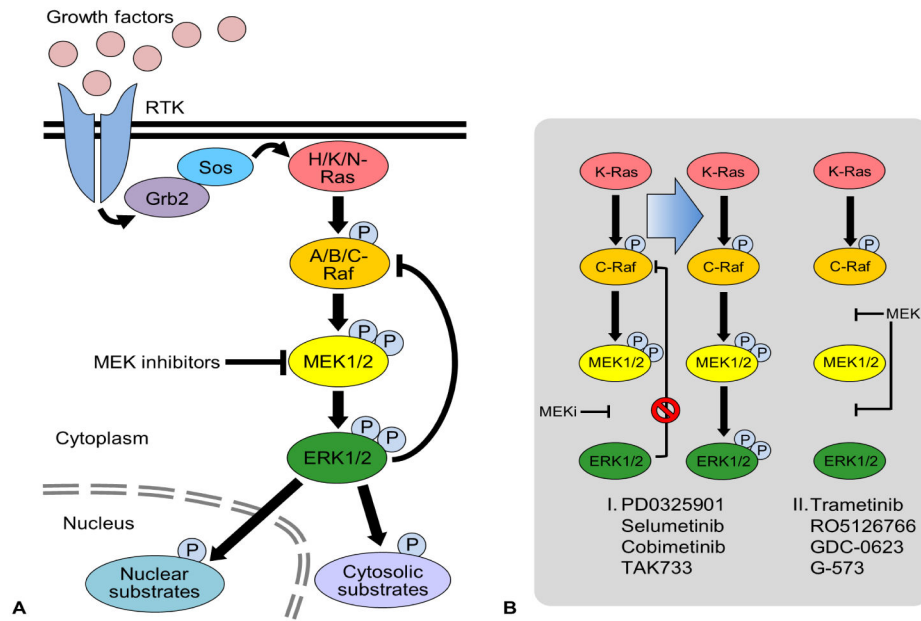 Growth factors
RTK
Sos
Grb2
H/K/N-
Ras
P
A/B/C-
Raf
P
P
MEK inhibitors
MEK1/2
P
P
Cytoplasm
ERK1/2
Nucleus
P
Nuclear
substrates
P
Cytosolic
substrates
A
K-Ras
K-Ras
K-Ras
P
P
P
C-Raf
C-Raf
C-Raf
MEK
P
P
P
P
MEK1/2
MEK1/2
MEK1/2
MEKi
P
P
ERK1/2
ERK1/2
ERK1/2
I. PD0325901
Selumetinib
Cobimetinib
TAK733
II. Trametinib
RO5126766
GDC-0623
G-573
B